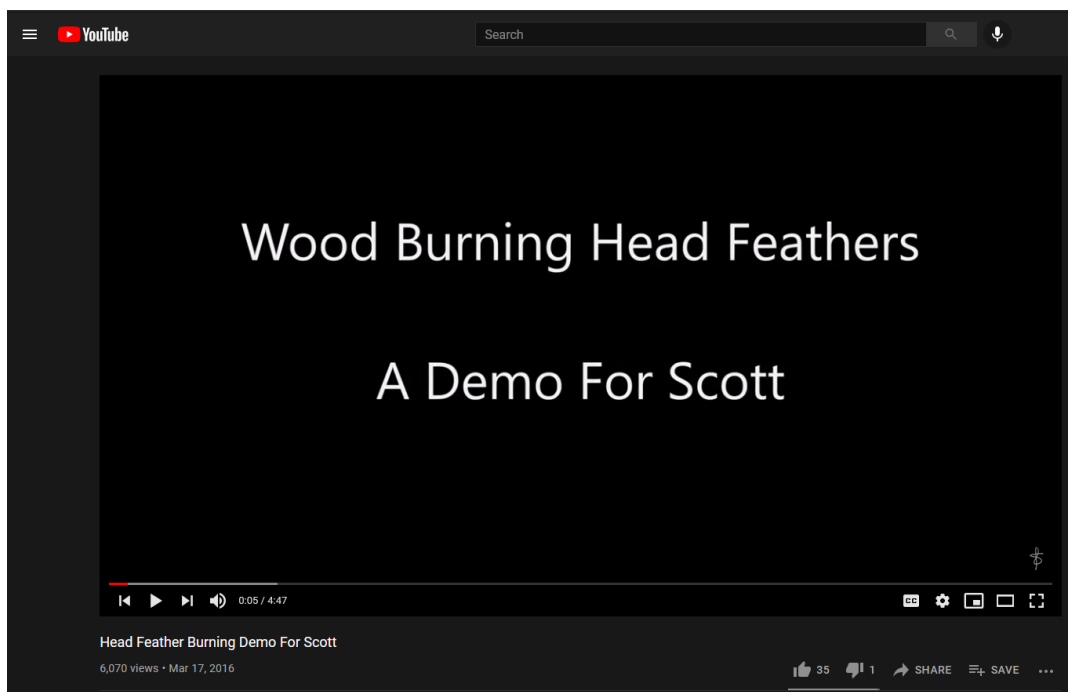 YouTube
Search
Wood Burning Head Feathers
A Demo For Scott
0:05 / 4:47
CC
Head Feather Burning Demo For Scott
6,070 views • Mar 17, 2016
35 1 SHARE SAVE